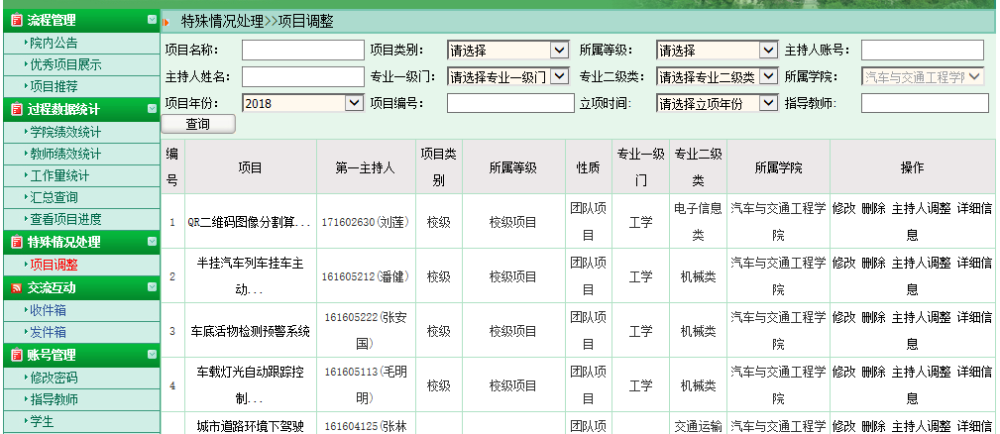 流程管理
院内公告
优秀项目展示
项目推荐
过程数据统计
学院绩效统计
教师绩效统计
工作量统计
汇总查询
查看项目进度
特殊情况处理
项目调整
交流互动
收件箱
发件箱
账号管理
修改密码
指导教师
学生
特殊情况处理>>项目调整
项目名称： 项目类别： 请选择 所属等级： 请选择 主持人账号：
主持人姓名： 专业一级门： 请选择专业一级门 专业二级类： 请选择专业二级类 所属学院： 汽车与交通工程学院
项目年份： 2018 项目编号： 立项时间： 请选择立项年份 指导教师：
查询
编号 项目 第一主持人 项目类别 所属等级 性质 专业一级门 专业二级类 所属学院 操作
1 QR二维码图像分割算... 171602630(刘莲) 校级 校级项目 团队项目 工学 电子信息类 汽车与交通工程学院 修改 删除 主持人调整 详细信息
2 半挂汽车列车挂车主动... 161605212(潘健) 校级 校级项目 团队项目 工学 机械类 汽车与交通工程学院 修改 删除 主持人调整 详细信息
3 车底活物检测预警系统 161605222(张安国) 校级 校级项目 团队项目 工学 机械类 汽车与交通工程学院 修改 删除 主持人调整 详细信息
4 车载灯光自动跟踪控制... 161605113(毛明明) 校级 校级项目 团队项目 工学 机械类 汽车与交通工程学院 修改 删除 主持人调整 详细信息
城市道路环境下驾驶 161604125(张林 团队项 交通运输 汽车与交通工程学 修改 删除 主持人调整 详细信